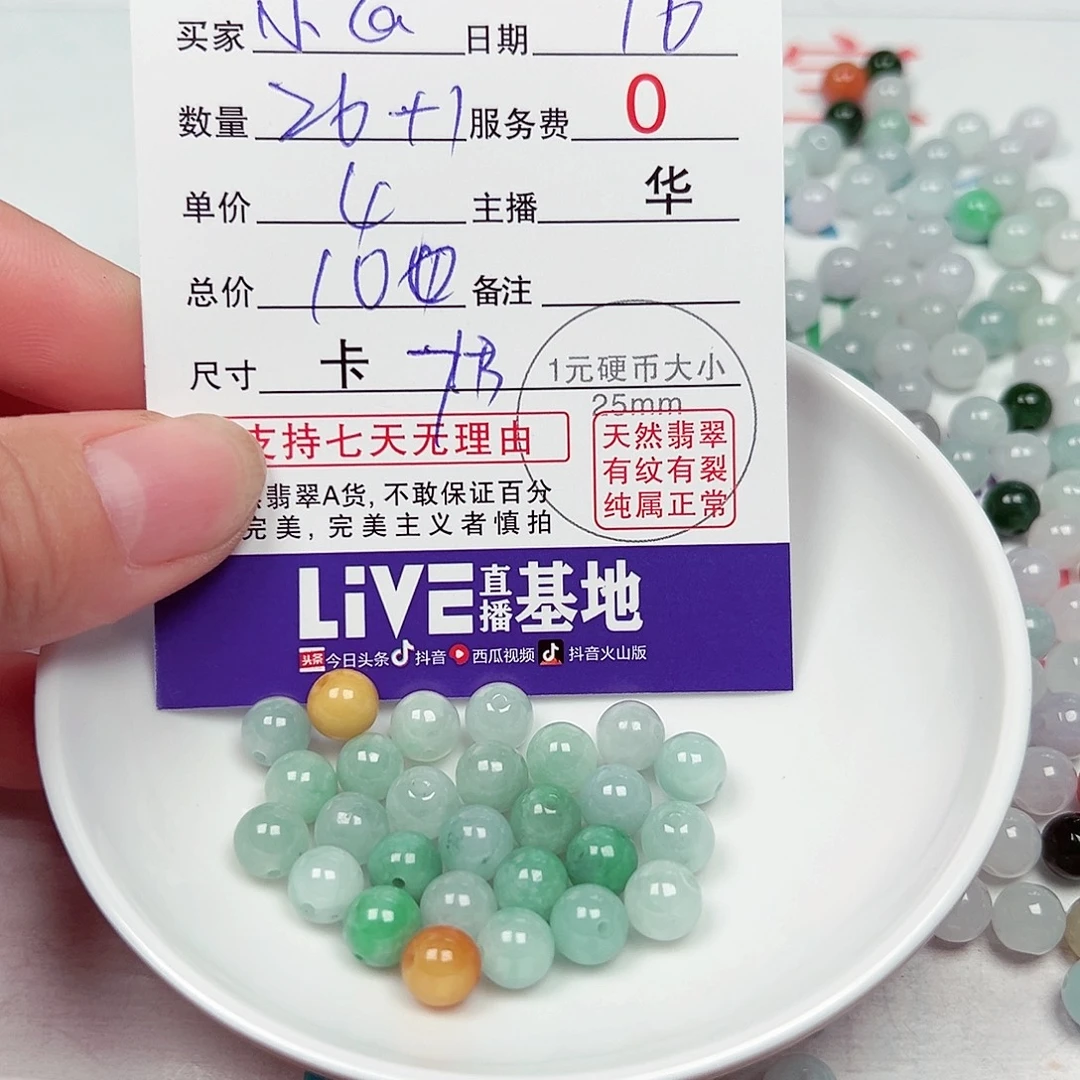 买家 小 日期 16
数量 26+1 服务费 0
单价 4 主播 华
总价 100 备注
尺寸 卡
1元硬币大小
25mm
支持七天无理由
天然翡翠
有纹有裂
纯属正常
翡翠A货, 不敢保证百分
完美, 完美主义者慎拍
LiVE直播基地
头条 今日头条 抖音 西瓜视频 抖音火山版